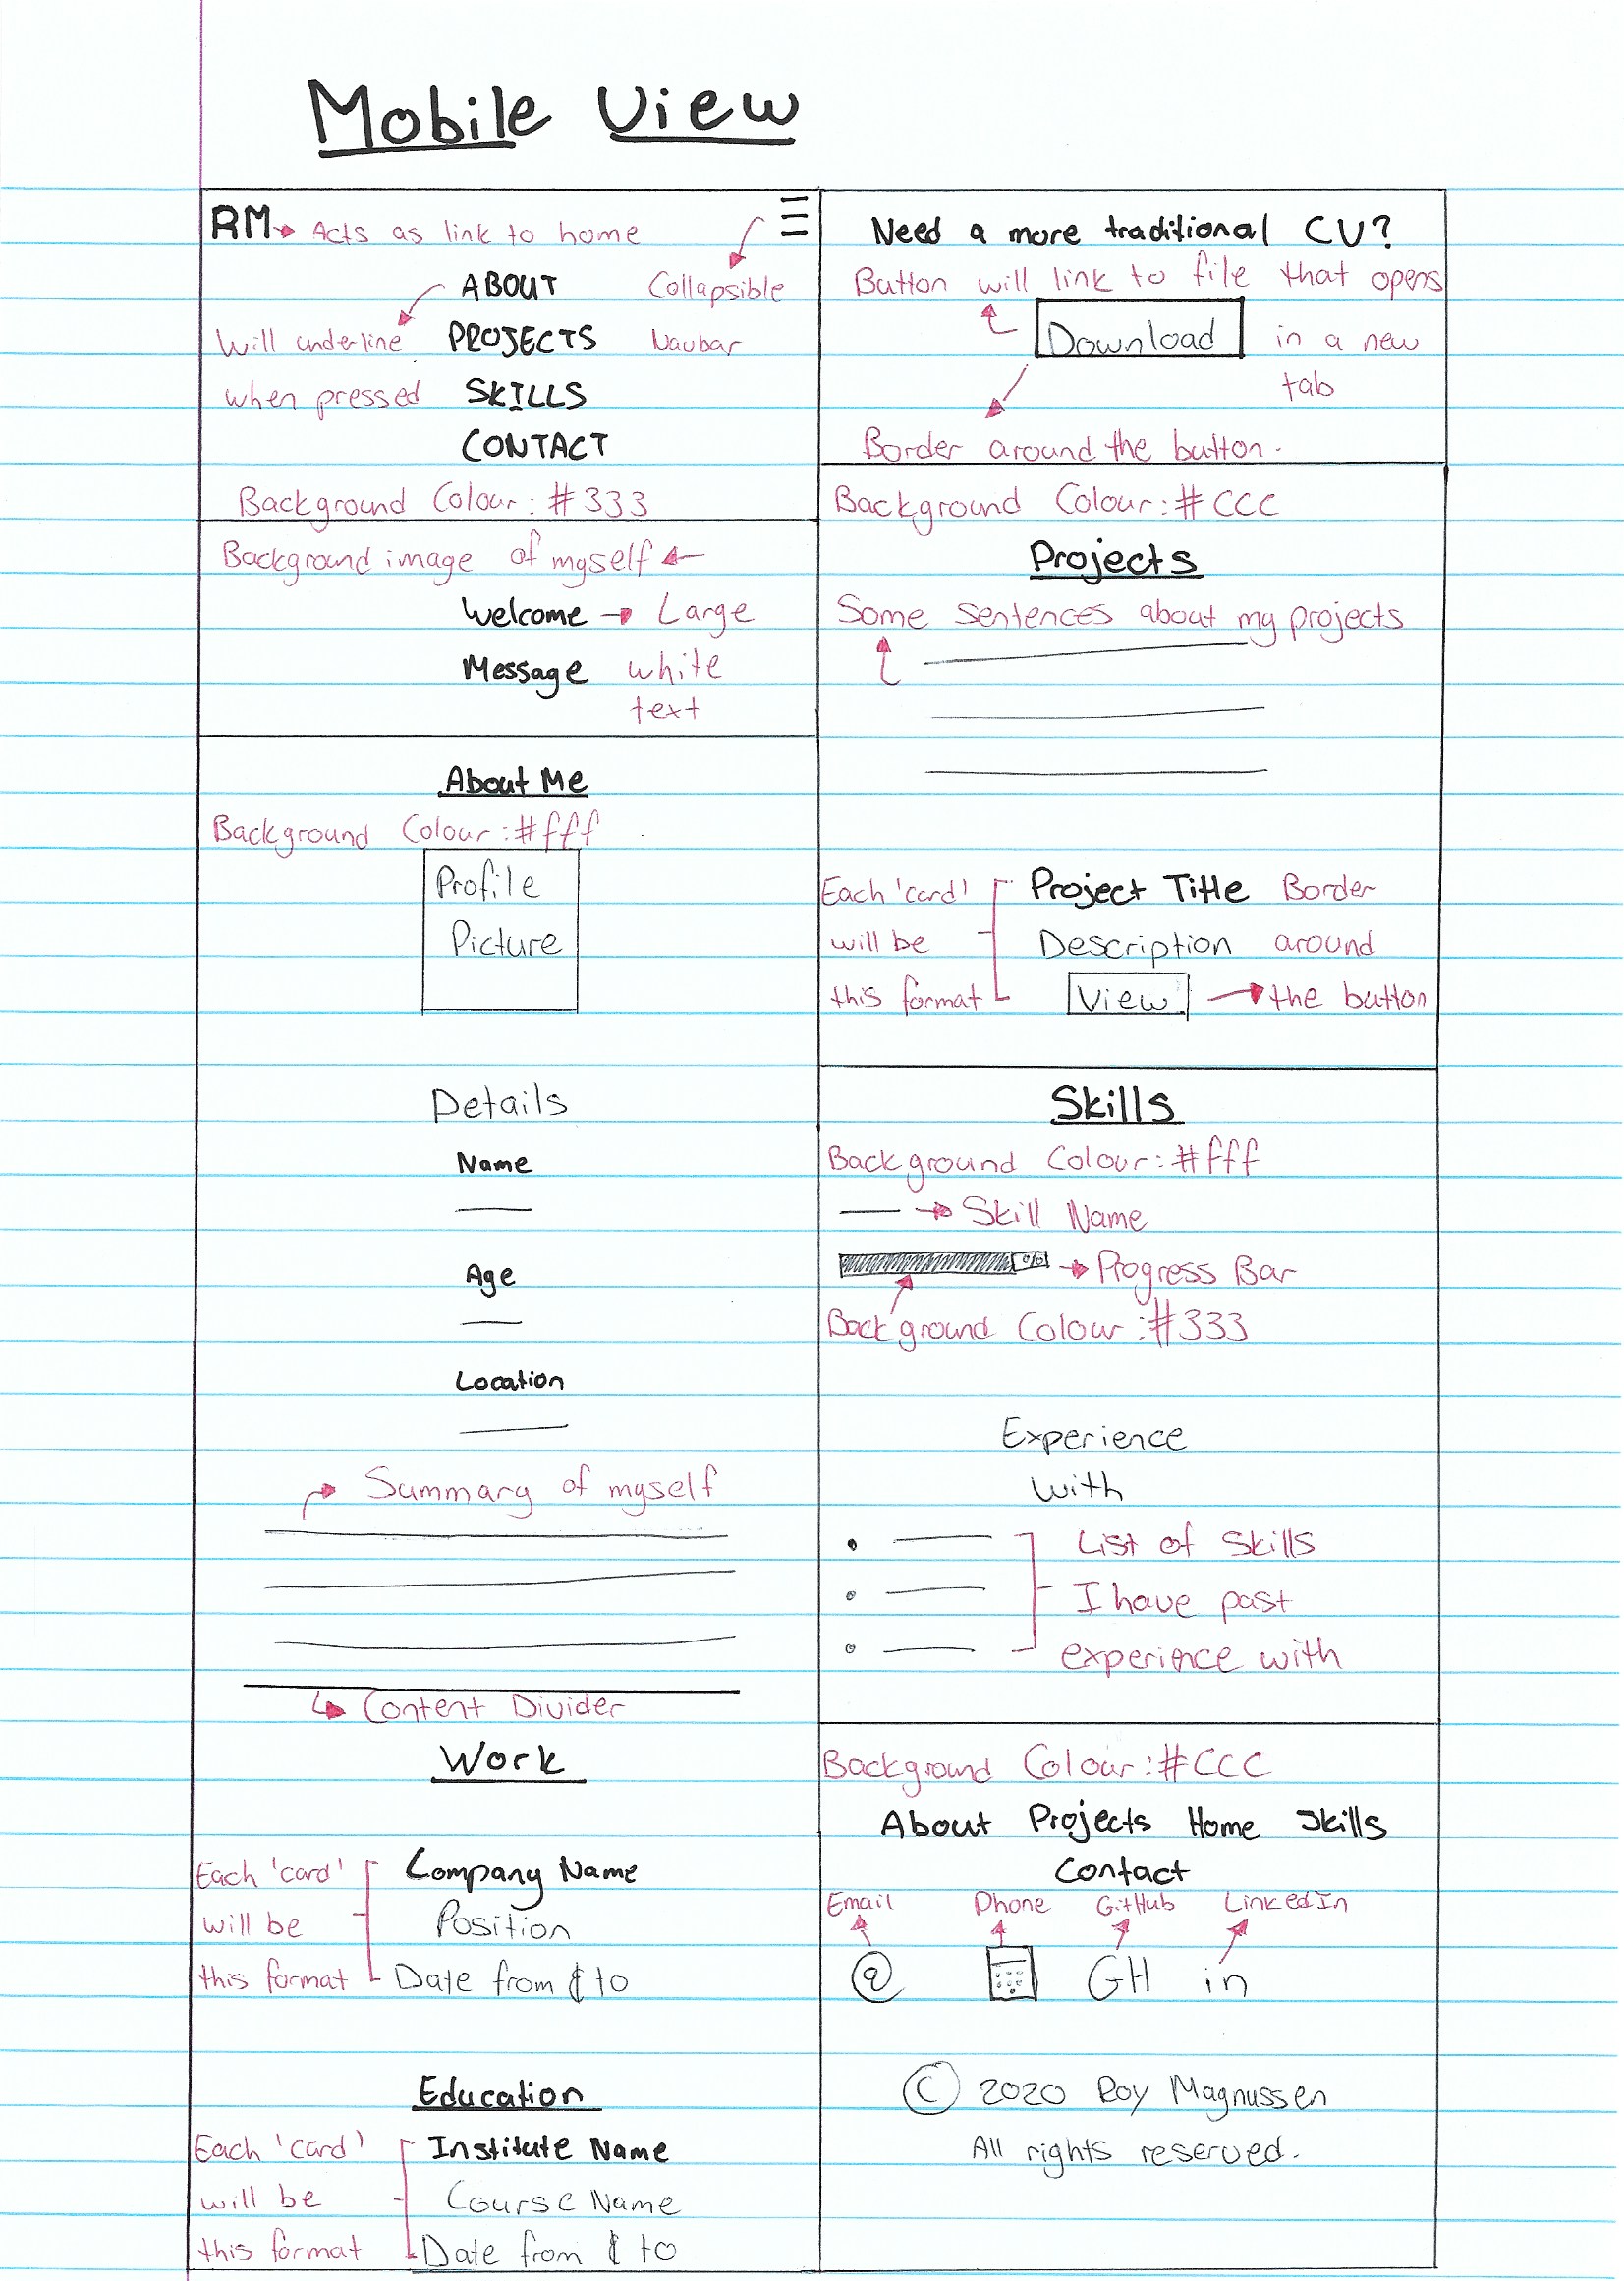 Mobile View
RM Acts as link to home
ABOUT Collapsible
Will underline PROJECTS Navbar
when pressed SKILLS
CONTACT
Background Colour: #333
Background image of myself
Welcome Large
Message white
text
About Me
Background Colour: #fff
Profile
Picture
Details
Name
Age
Location
Summary of myself
Content Divider
Work
Each 'card' Company Name
will be Position
this format Date from & to
Education
Each 'card' Institute Name
will be Course Name
this format Date from & to
Need a more traditional CV?
Button will link to file that opens
Download in a new
tab
Border around the button.
Background Colour: #CCC
Projects
Some sentences about my projects
Each 'card' Project Title Border
will be Description around
this format View the button
Skills
Background Colour: #fff
Skill Name
% Progress Bar
Background Colour: #333
Experience
with
List of Skills
I have past
experience with
Background Colour: #CCC
About Projects Home Skills
Contact
Email Phone GitHub LinkedIn
@ GH in
© 2020 Roy Magnussen
All rights reserved.